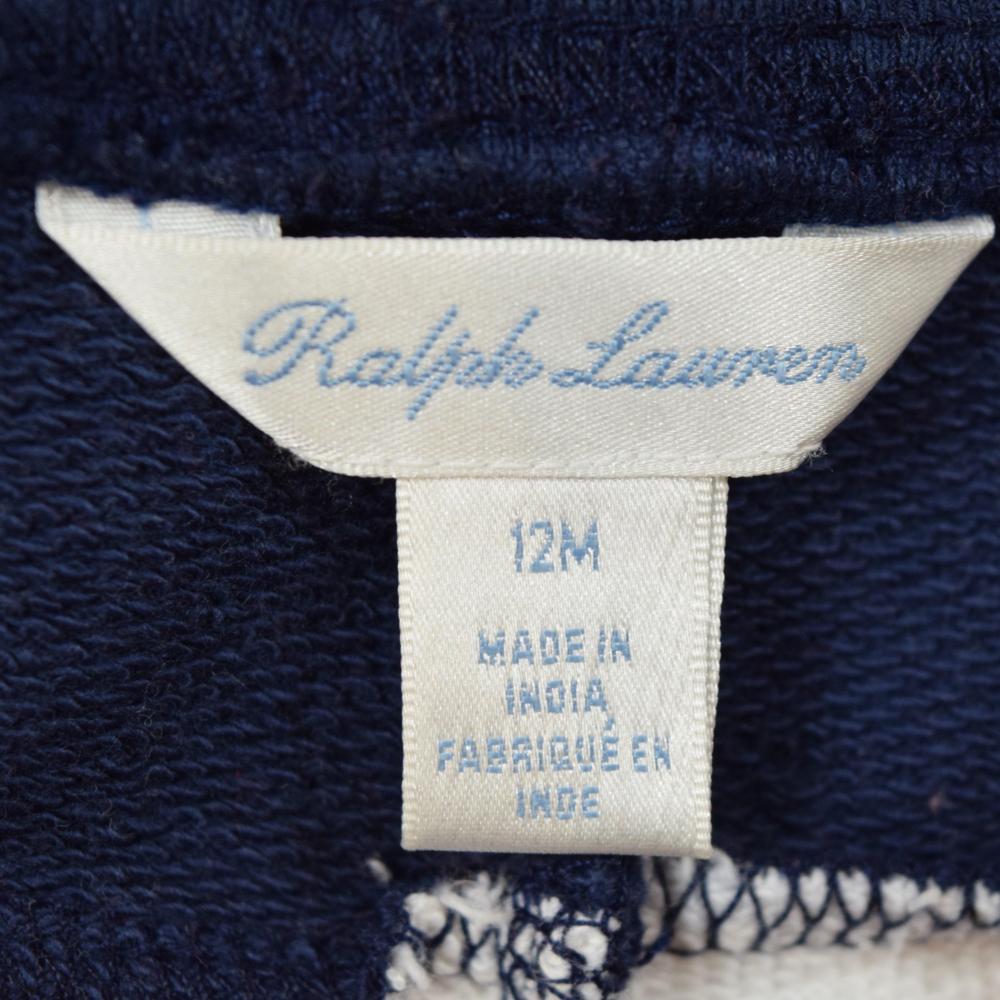 Ralph Lauren
12M
MADE IN
INDIA
FABRIQUÉ EN
INDE